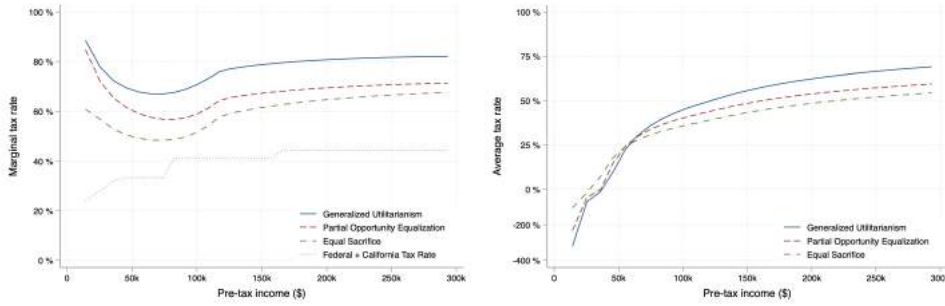 100 %
80 %
60 %
40 %
20 %
0 %
Marginal tax rate
0
50k
100k
150k
200k
250k
300k
Pre-tax income ($)
Generalized Utilitarianism
Partial Opportunity Equalization
Equal Sacrifice
Federal + California Tax Rate
100 %
75 %
50 %
25 %
0 %
-200 %
-400 %
Average tax rate
0
50k
100k
150k
200k
250k
300k
Pre-tax income ($)
Generalized Utilitarianism
Partial Opportunity Equalization
Equal Sacrifice